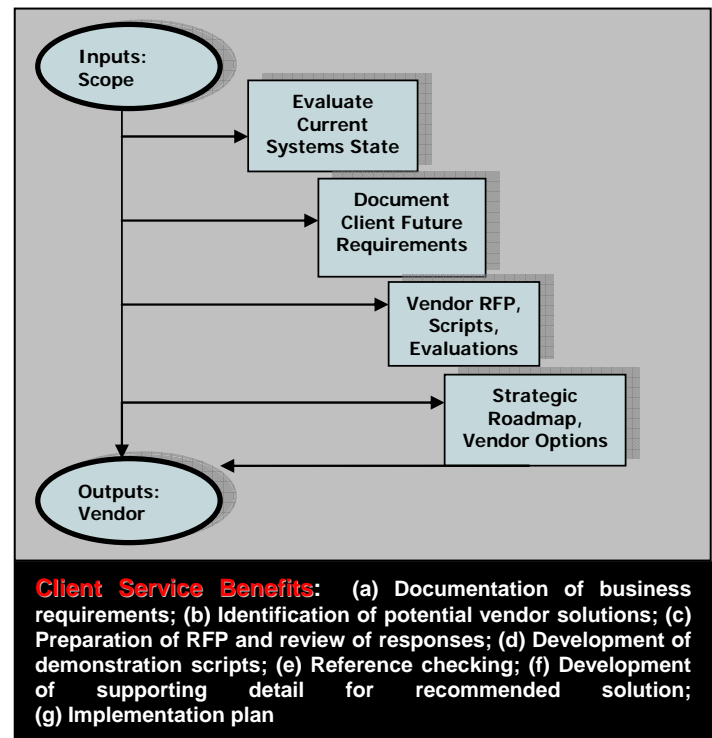 Inputs:
Scope
Evaluate
Current
Systems State
Document
Client Future
Requirements
Vendor RFP,
Scripts,
Evaluations
Strategic
Roadmap,
Vendor Options
Outputs:
Vendor
Client Service Benefits: (a) Documentation of business
requirements; (b) Identification of potential vendor solutions; (c)
Preparation of RFP and review of responses; (d) Development of
demonstration scripts; (e) Reference checking; (f) Development
of supporting detail for recommended solution;
(g) Implementation plan